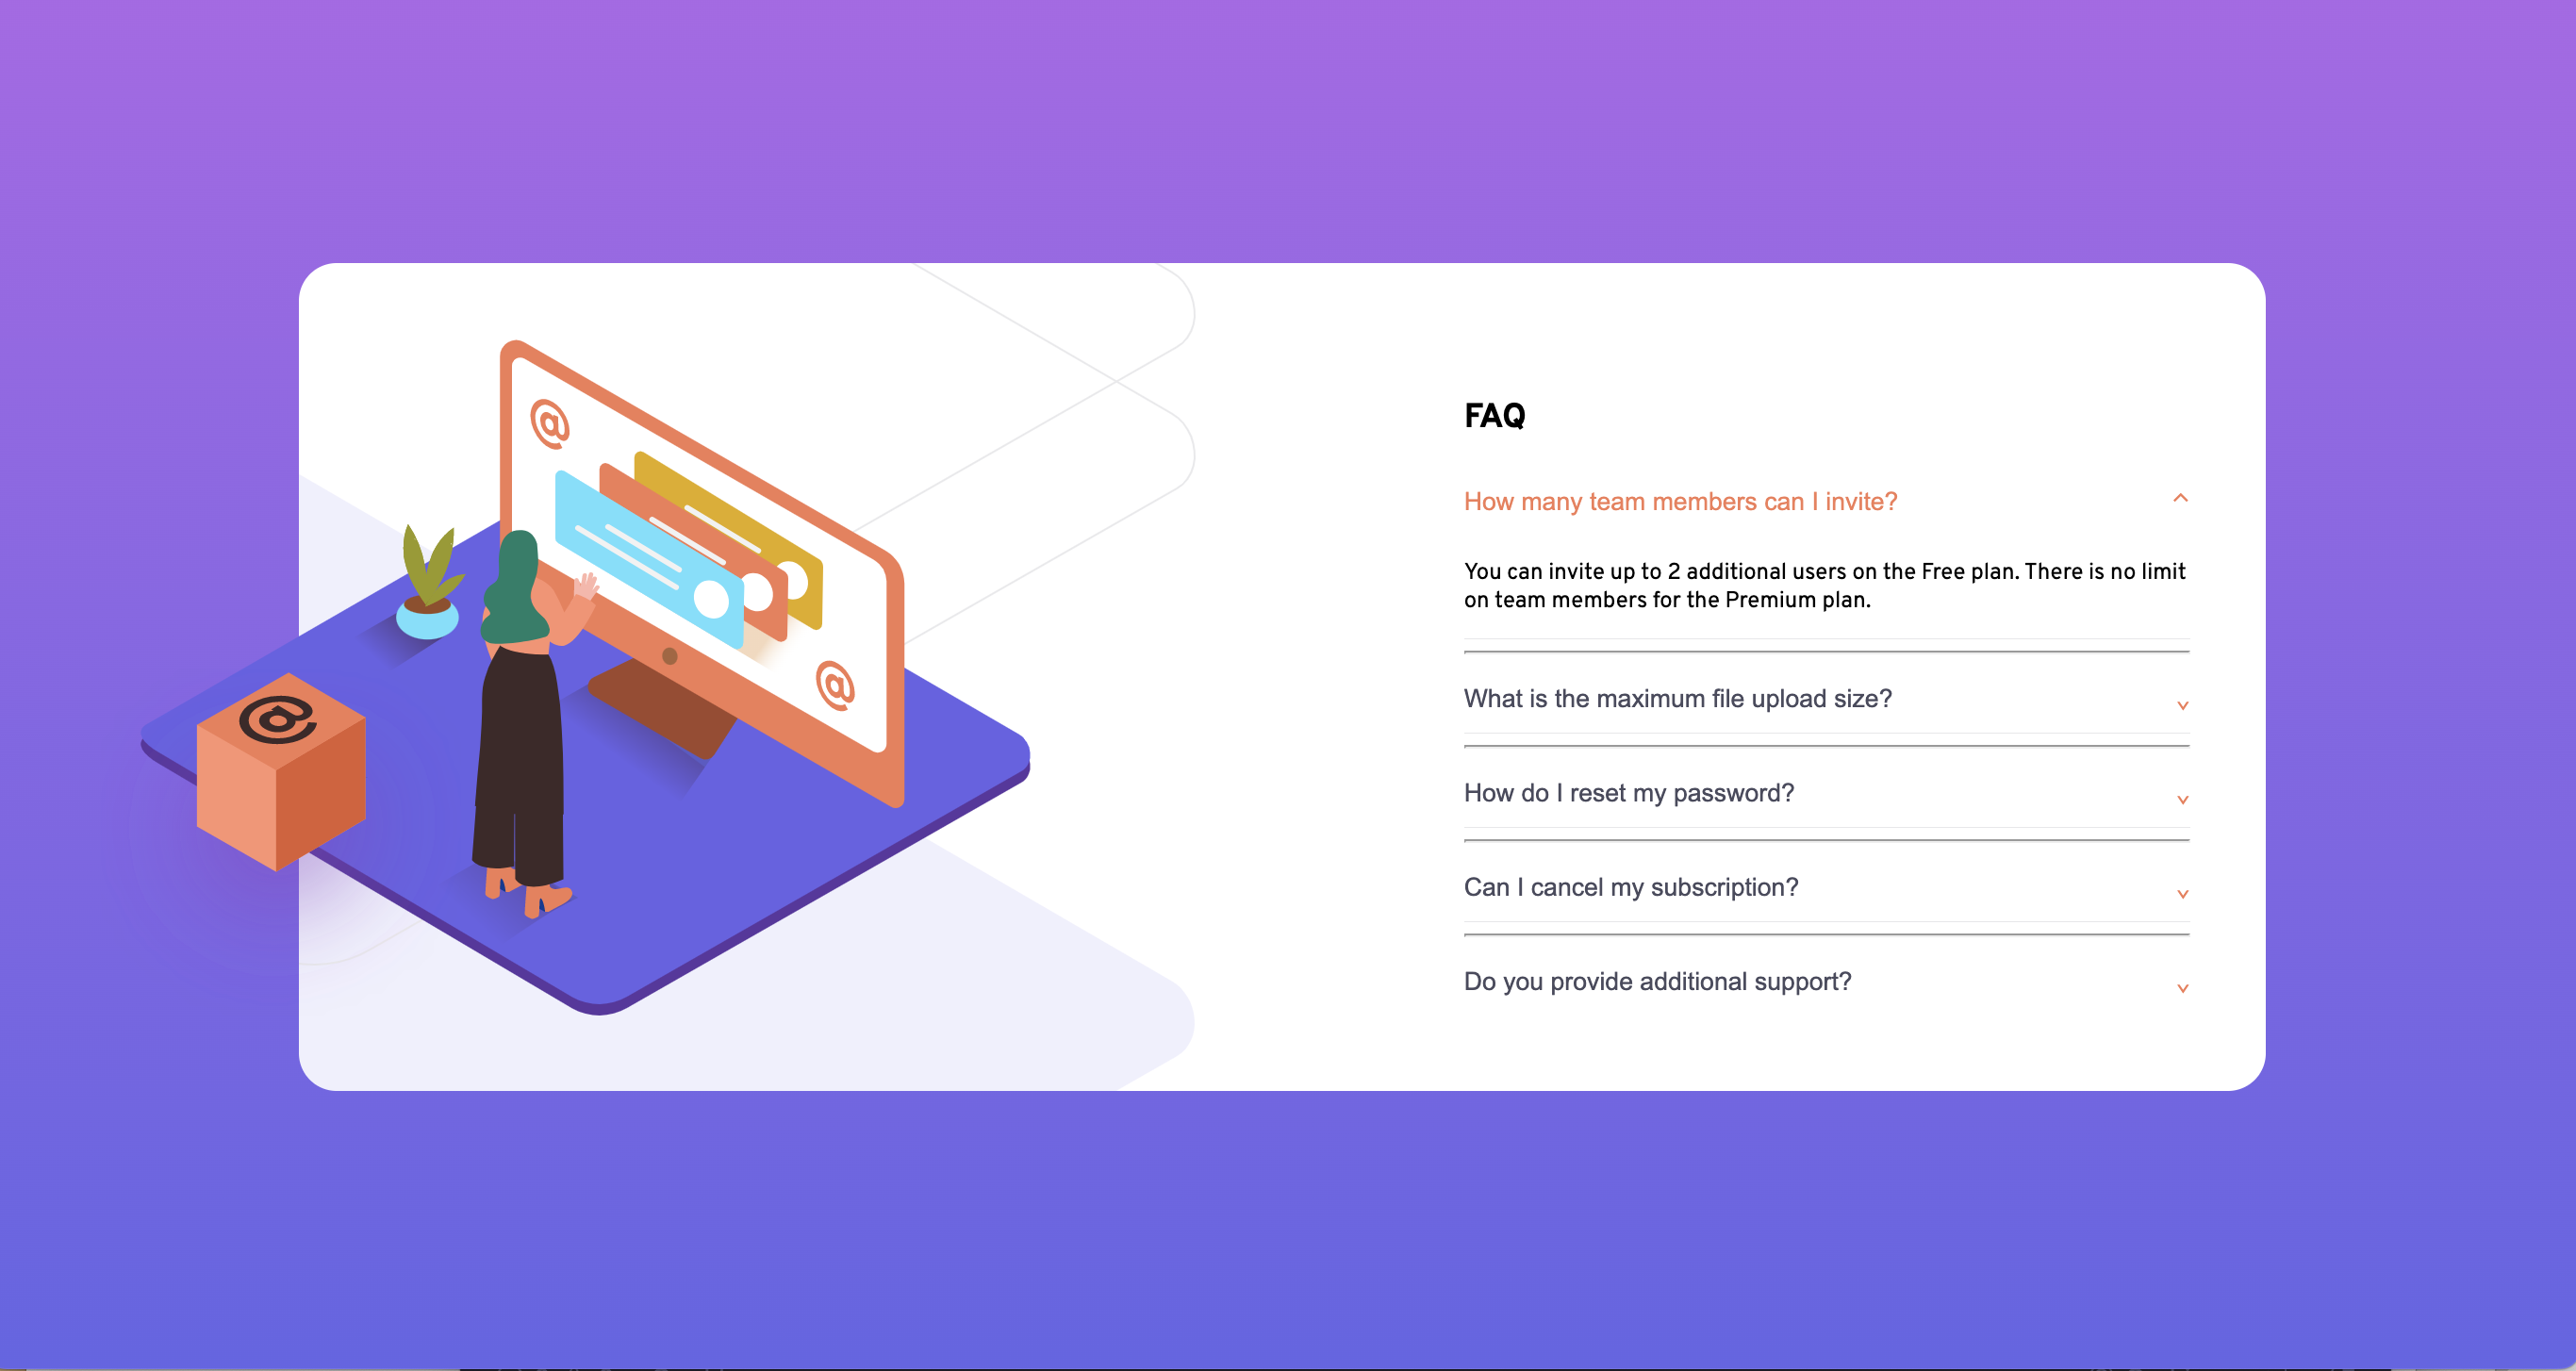 @
@
@
FAQ
How many team members can I invite?
You can invite up to 2 additional users on the Free plan. There is no limit
on team members for the Premium plan.
What is the maximum file upload size?
How do I reset my password?
Can I cancel my subscription?
Do you provide additional support?